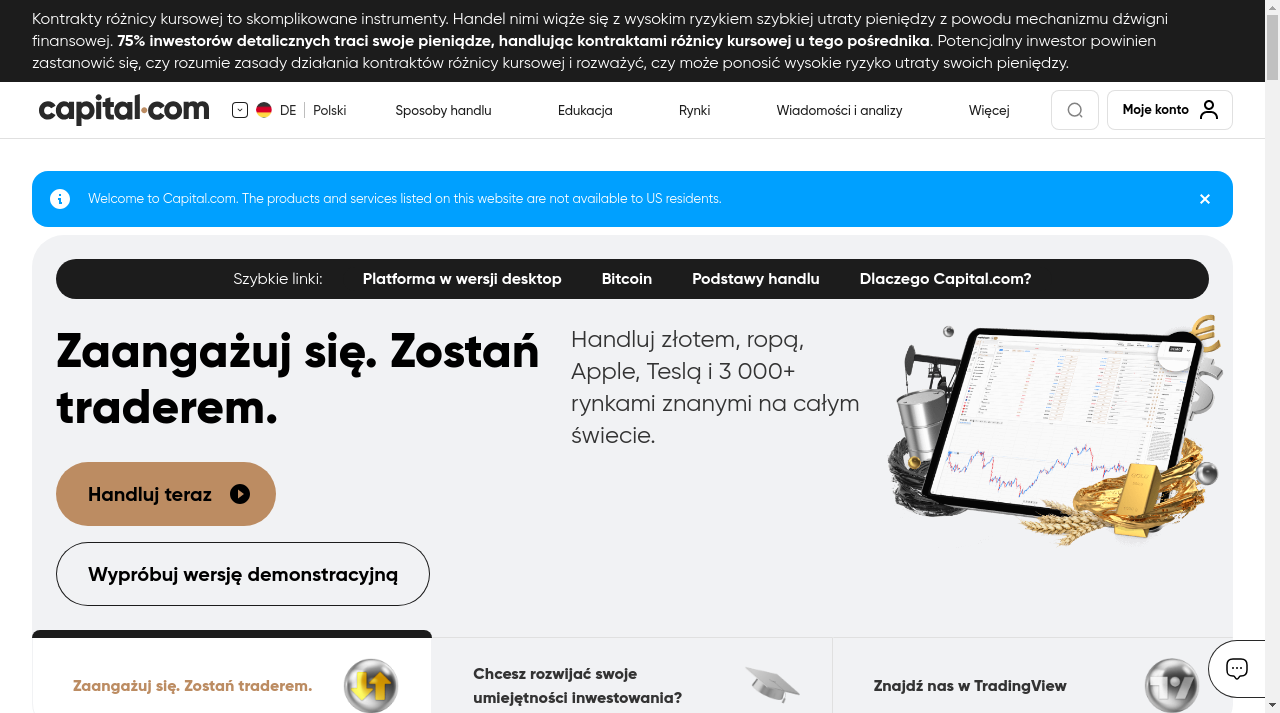 Kontrakty różnicy kursowej to skomplikowane instrumenty. Handel nimi wiąże się z wysokim ryzykiem szybkiej utraty pieniędzy z powodu mechanizmu dźwigni
finansowej. 75% inwestorów detalicznych traci swoje pieniądze, handlując kontraktami różnicy kursowej u tego pośrednika. Potencjalny inwestor powinien
zastanowić się, czy rozumie zasady działania kontraktów różnicy kursowej i rozważyć, czy może ponosić wysokie ryzyko utraty swoich pieniędzy.
capital.com DE Polski Sposoby handlu Edukacja Rynki Wiadomości i analizy Więcej Moje konto
Welcome to Capital.com. The products and services listed on this website are not available to US residents.
Szybkie linki: Platforma w wersji desktop Bitcoin Podstawy handlu Dlaczego Capital.com?
Zaangażuj się. Zostań
traderem.
Handluj złotem, ropą,
Apple, Teslą i 3 000+
rynkami znanymi na całym
świecie.
Handluj teraz
Wypróbuj wersję demonstracyjną
Zaangażuj się. Zostań traderem.
Chcesz rozwijać swoje
umiejętności inwestowania?
Znajdź nas w TradingView